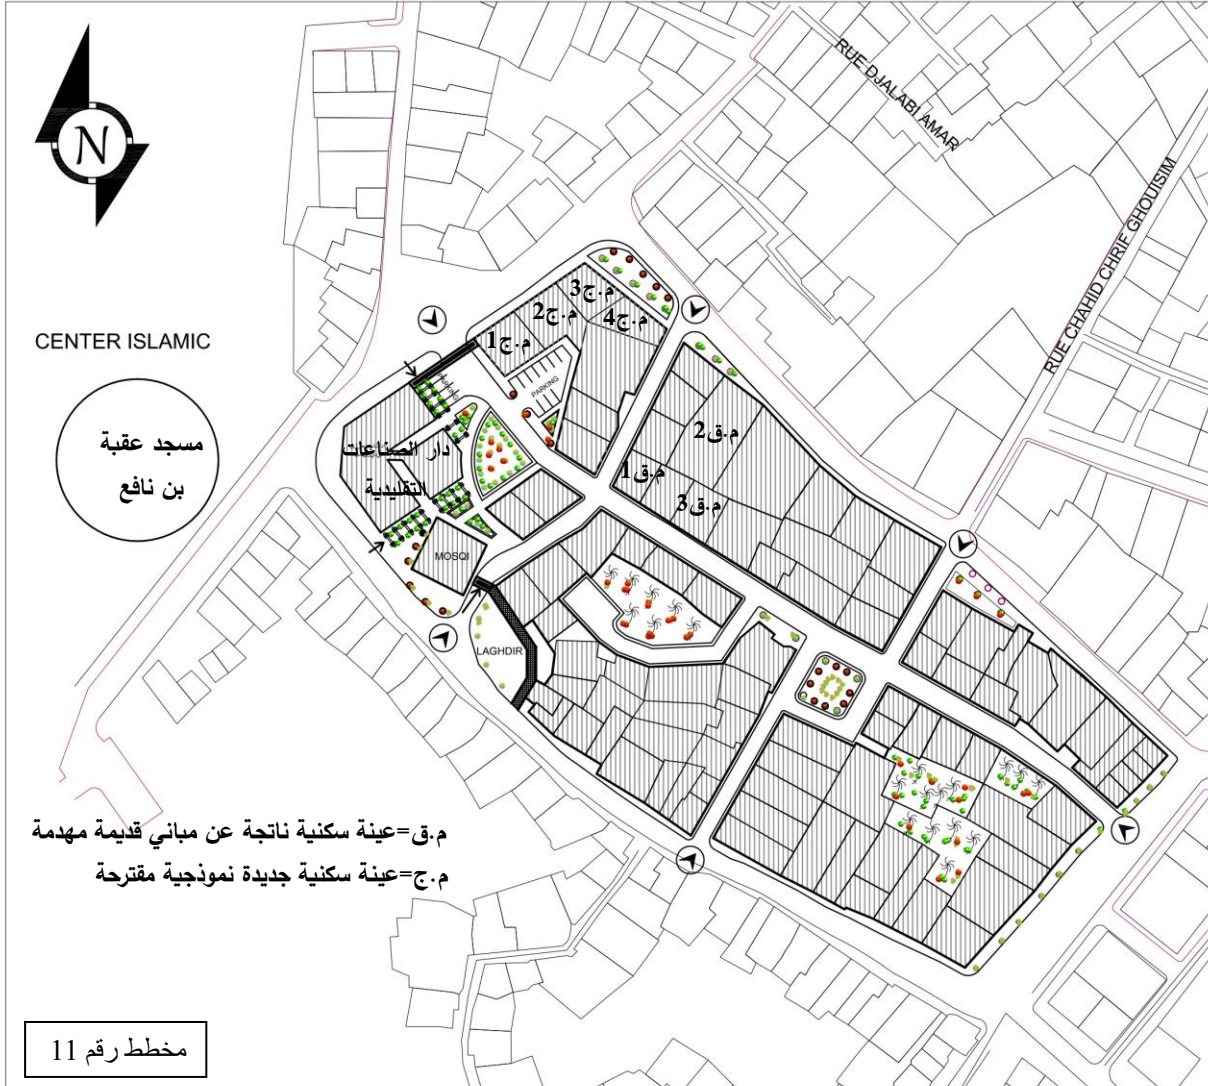 N
RUE DJALABI AMAR
RUE CHAHID CHRIF GHOUISIM
CENTER ISLAMIC
مسجد عقبة
بن نافع
م.ج3
م.ج2
م.ج4
م.ج1
PARKING
PARKING
دار الصناعات
التقليدية
م.ق2
م.ق1
م.ق3
MOSQI
LAGHDIR
م.ق=عينة سكنية ناتجة عن مباني قديمة مهدمة
م.ج=عينة سكنية جديدة نموذجية مقترحة
مخطط رقم 11